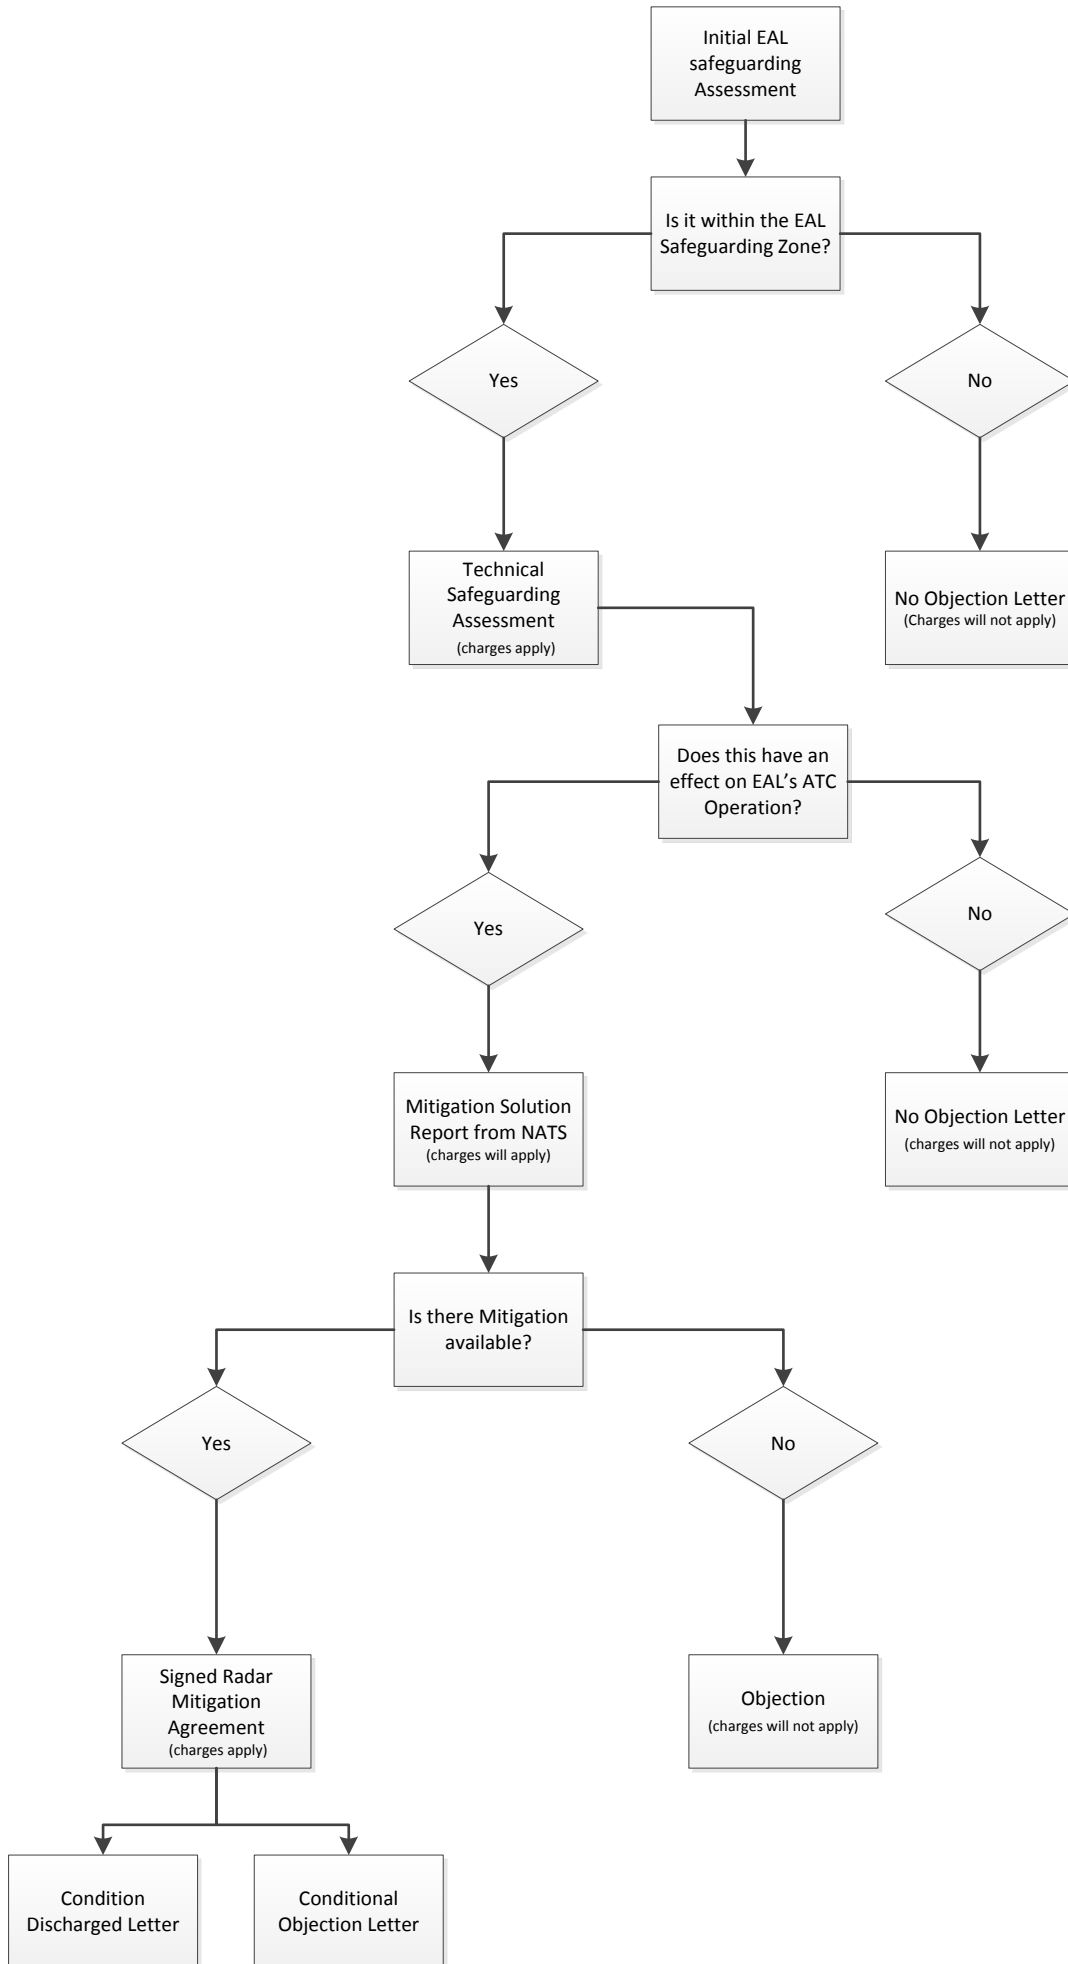 Initial EAL
safeguarding
Assessment
Is it within the EAL
Safeguarding Zone?
Yes
No
Technical
Safeguarding
Assessment
(charges apply)
No Objection Letter
(Charges will not apply)
Does this have an
effect on EAL’s ATC
Operation?
Yes
No
Mitigation Solution
Report from NATS
(charges will apply)
No Objection Letter
(charges will not apply)
Is there Mitigation
available?
Yes
No
Signed Radar
Mitigation
Agreement
(charges apply)
Objection
(charges will not apply)
Condition
Discharged Letter
Conditional
Objection Letter